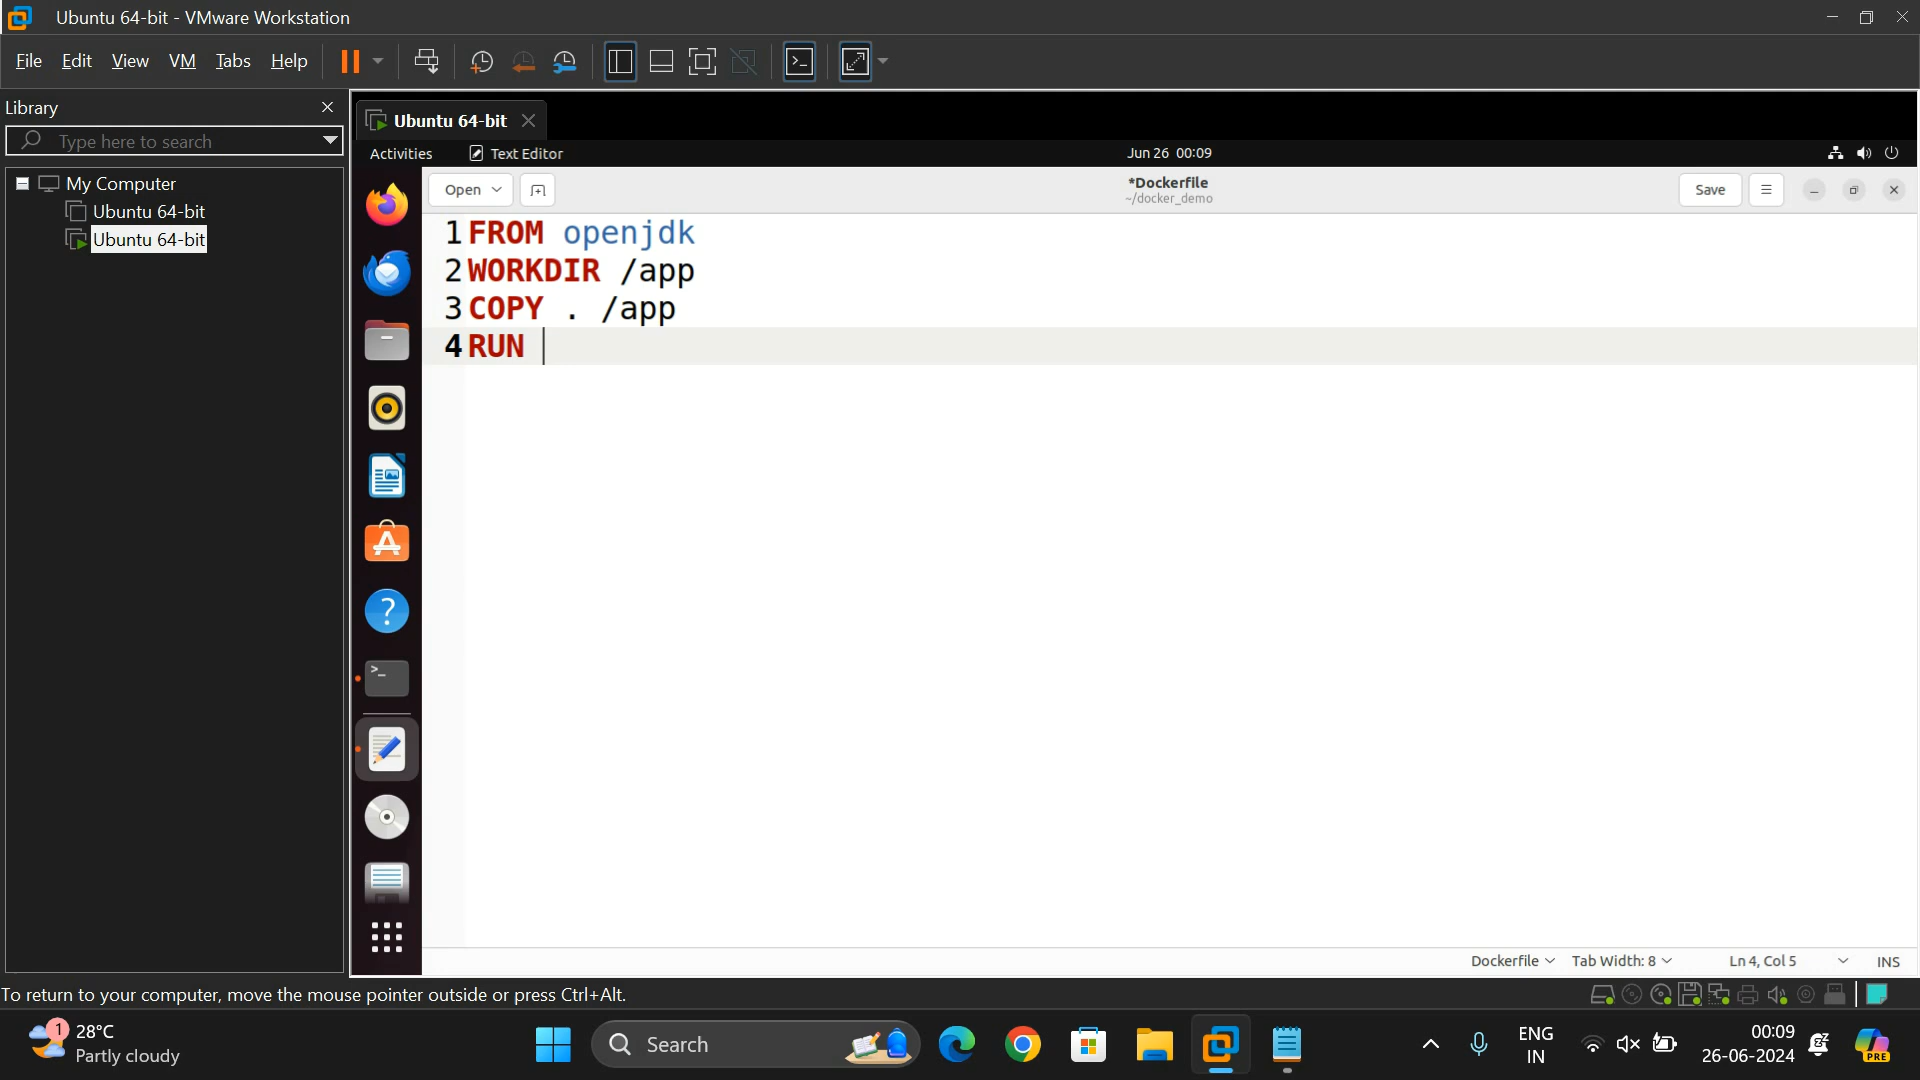 Ubuntu 64-bit - VMware Workstation
File Edit View VM Tabs Help
Library
Type here to search
My Computer
Ubuntu 64-bit
Ubuntu 64-bit
Ubuntu 64-bit
Activities Text Editor Jun 26 00:09
Open *Dockerfile Save
~/docker_demo
1 FROM openjdk
2 WORKDIR /app
3 COPY . /app
4 RUN
Dockerfile Tab Width: 8 Ln 4, Col 5 INS
To return to your computer, move the mouse pointer outside or press Ctrl+Alt.
1 28°C
Partly cloudy
Search
ENG
IN
00:09
26-06-2024
PRE